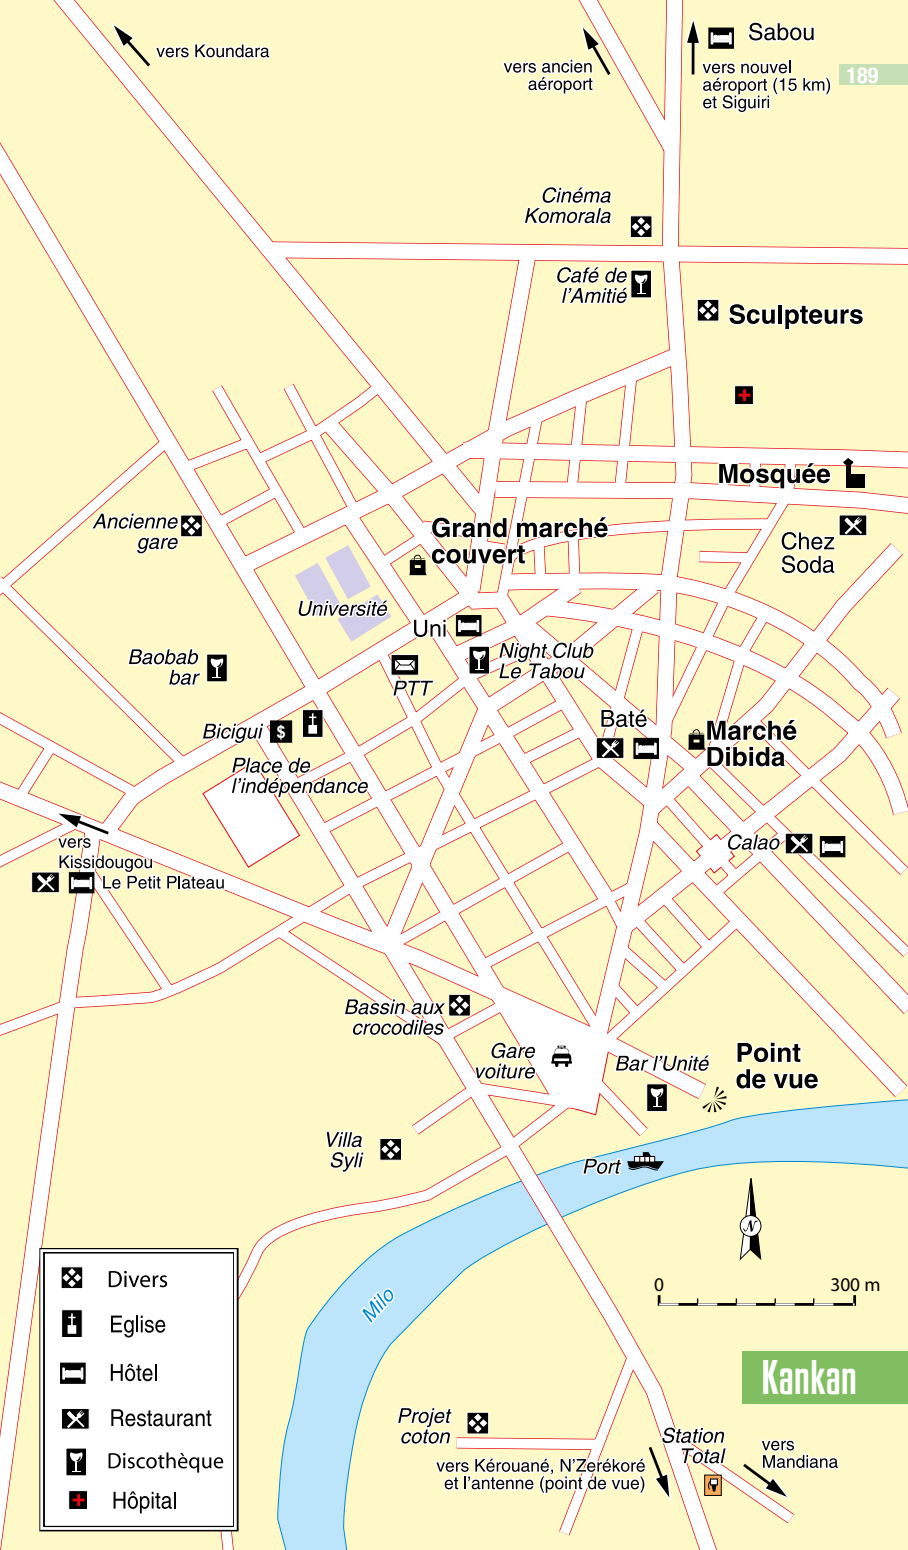 vers Koundara
vers ancien
aéroport
Sabou
vers nouvel
aéroport (15 km)
et Siguiri
189
Cinéma
Komorala
Café de
l'Amitié
Sculpteurs
Mosquée
Chez
Soda
Ancienne
gare
Grand marché
couvert
Université
Uni
Night Club
Le Tabou
Baobab
bar
PTT
Bicigui
$
Place de
l'indépendance
Baté
Marché
Dibida
Calao
vers
Kissidougou
Le Petit Plateau
Bassin aux
crocodiles
Gare
voiture
Bar l'Unité
Point
de vue
Villa
Syli
Port
N
0 300 m
Milo
Kankan
Divers
Eglise
Hôtel
Restaurant
Discothèque
Hôpital
Projet
coton
Station
Total
vers
Mandiana
vers Kérouané, N'Zerékoré
et l'antenne (point de vue)